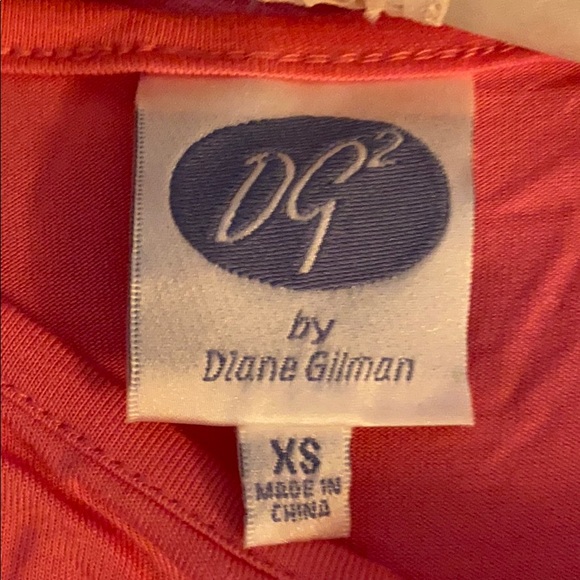 DG²
by
Diane Gilman
XS
MADE IN
CHINA